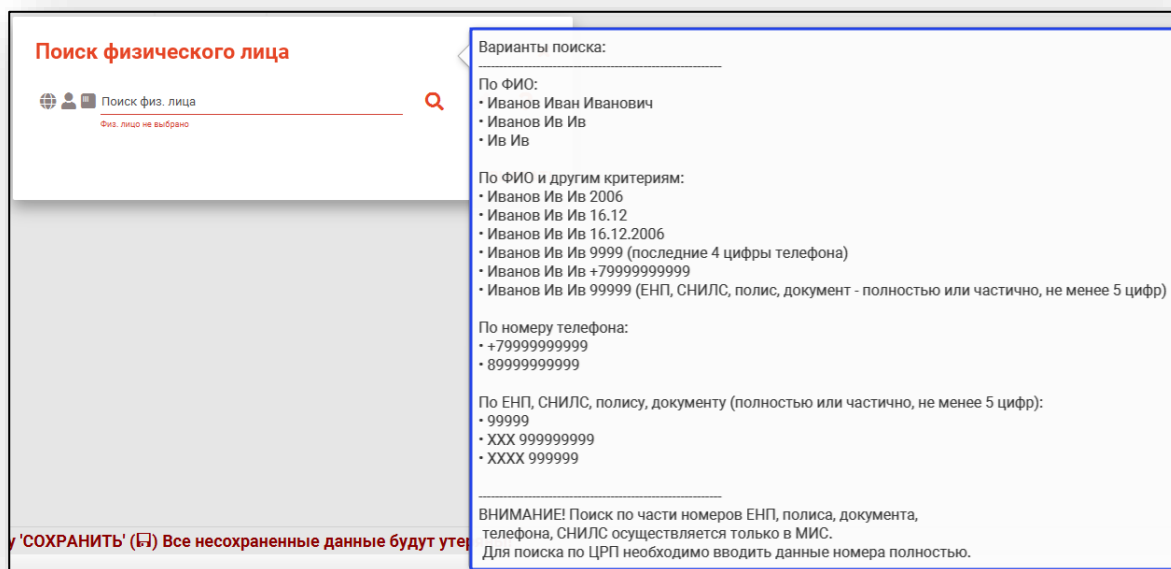 Поиск физического лица
Поиск физ. лица
Физ. лицо не выбрано
Варианты поиска:
------------------------------------------------------------
По ФИО:
• Иванов Иван Иванович
• Иванов Ив Ив
• Ив Ив
По ФИО и другим критериям:
• Иванов Ив Ив 2006
• Иванов Ив Ив 16.12
• Иванов Ив Ив 16.12.2006
• Иванов Ив Ив 9999 (последние 4 цифры телефона)
• Иванов Ив Ив +79999999999
• Иванов Ив Ив 99999 (ЕНП, СНИЛС, полис, документ - полностью или частично, не менее 5 цифр)
По номеру телефона:
• +79999999999
• 89999999999
По ЕНП, СНИЛС, полису, документу (полностью или частично, не менее 5 цифр):
• 99999
• XXX 999999999
• XXXX 999999
------------------------------------------------------------
ВНИМАНИЕ! Поиск по части номеров ЕНП, полиса, документа,
телефона, СНИЛС осуществляется только в МИС.
Для поиска по ЦРП необходимо вводить данные номера полностью.
у 'СОХРАНИТЬ' () Все несохраненные данные будут утер